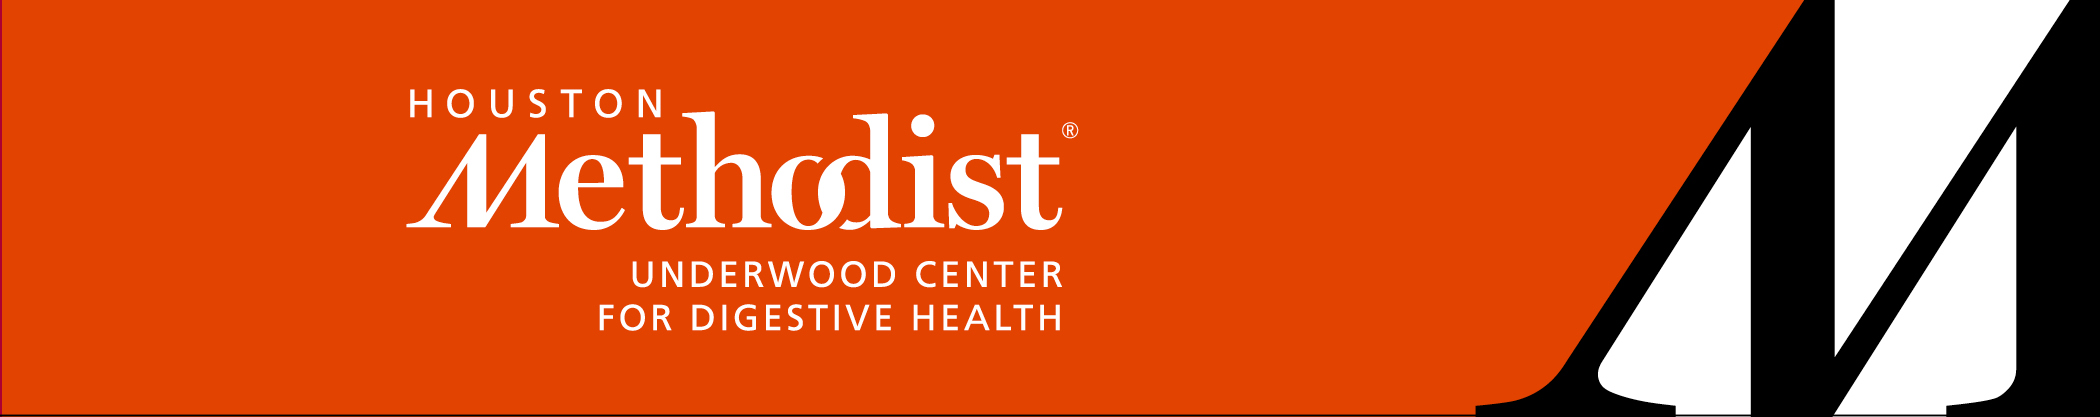 HOUSTON
Methodist®
UNDERWOOD CENTER
FOR DIGESTIVE HEALTH
M